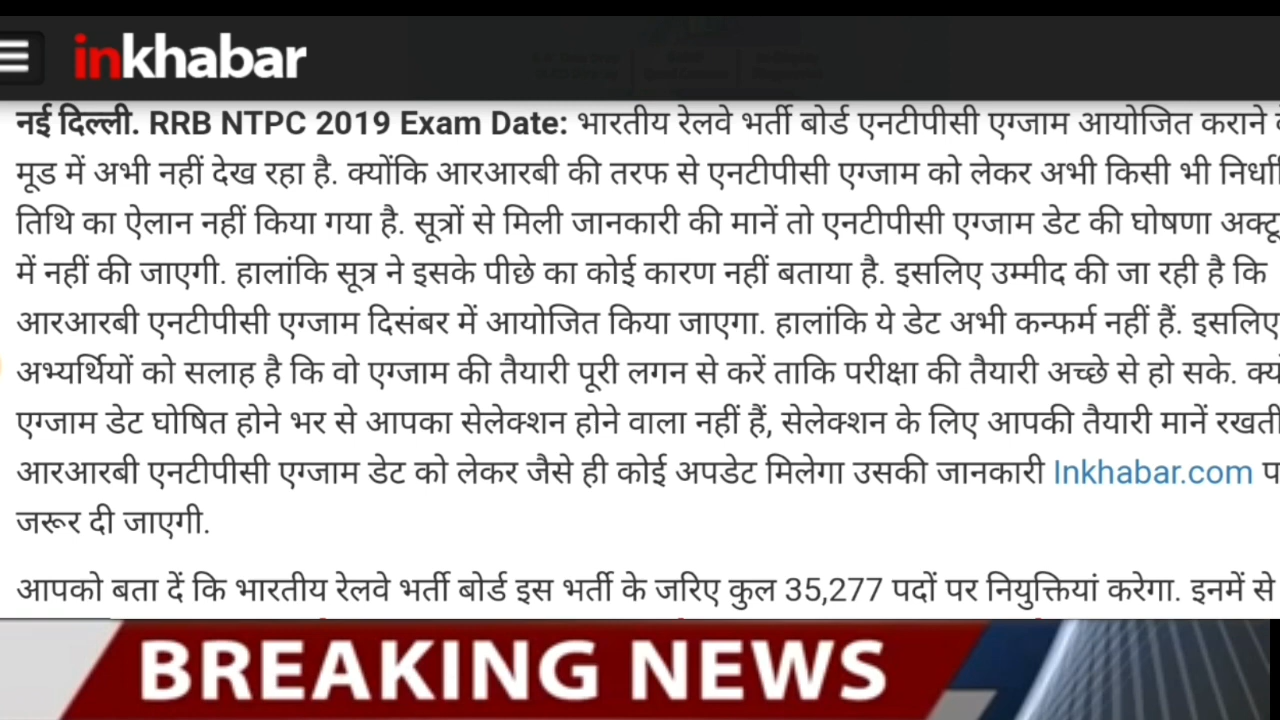 inkhabar
नई दिल्ली. RRB NTPC 2019 Exam Date: भारतीय रेलवे भर्ती बोर्ड एनटीपीसी एग्जाम आयोजित कराने
मूड में अभी नहीं देख रहा है. क्योंकि आरआरबी की तरफ से एनटीपीसी एग्जाम को लेकर अभी किसी भी
तिथि का ऐलान नहीं किया गया है. सूत्रों से मिली जानकारी की मानें तो एनटीपीसी एग्जाम डेट की घोषणा
में नहीं की जाएगी. हालांकि सूत्र ने इसके पीछे का कोई कारण नहीं बताया है. इसलिए उम्मीद की जा रही है कि
आरआरबी एनटीपीसी एग्जाम दिसंबर में आयोजित किया जाएगा. हालांकि ये डेट अभी कन्फर्म नहीं हैं. इसलिए
अभ्यर्थियों को सलाह है कि वो एग्जाम की तैयारी पूरी लगन से करें ताकि परीक्षा की तैयारी अच्छे से हो सके.
एग्जाम डेट घोषित होने भर से आपका सेलेक्शन होने वाला नहीं हैं, सेलेक्शन के लिए आपकी तैयारी मानें रखती
आरआरबी एनटीपीसी एग्जाम डेट को लेकर जैसे ही कोई अपडेट मिलेगा उसकी जानकारी Inkhabar.com
जरूर दी जाएगी.
आपको बता दें कि भारतीय रेलवे भर्ती बोर्ड इस भर्ती के जरिए कुल 35,277 पदों पर नियुक्तियां करेगा. इनमें से
BREAKING NEWS